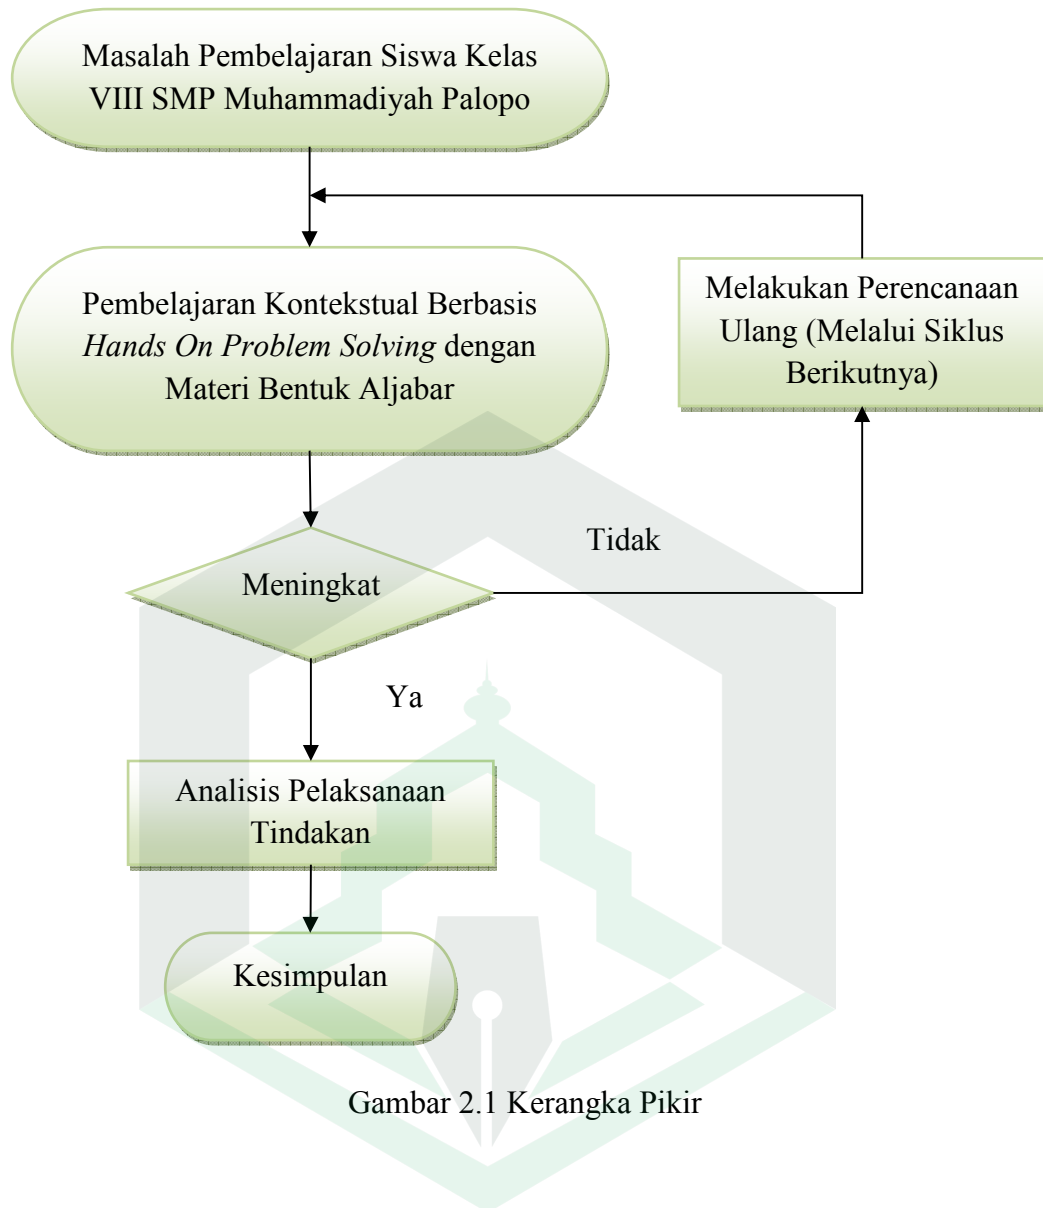 Masalah Pembelajaran Siswa Kelas
VIII SMP Muhammadiyah Palopo
Pembelajaran Kontekstual Berbasis
Hands On Problem Solving dengan
Materi Bentuk Aljabar
Melakukan Perencanaan
Ulang (Melalui Siklus
Berikutnya)
Tidak
Meningkat
Ya
Analisis Pelaksanaan
Tindakan
Kesimpulan
Gambar 2.1 Kerangka Pikir